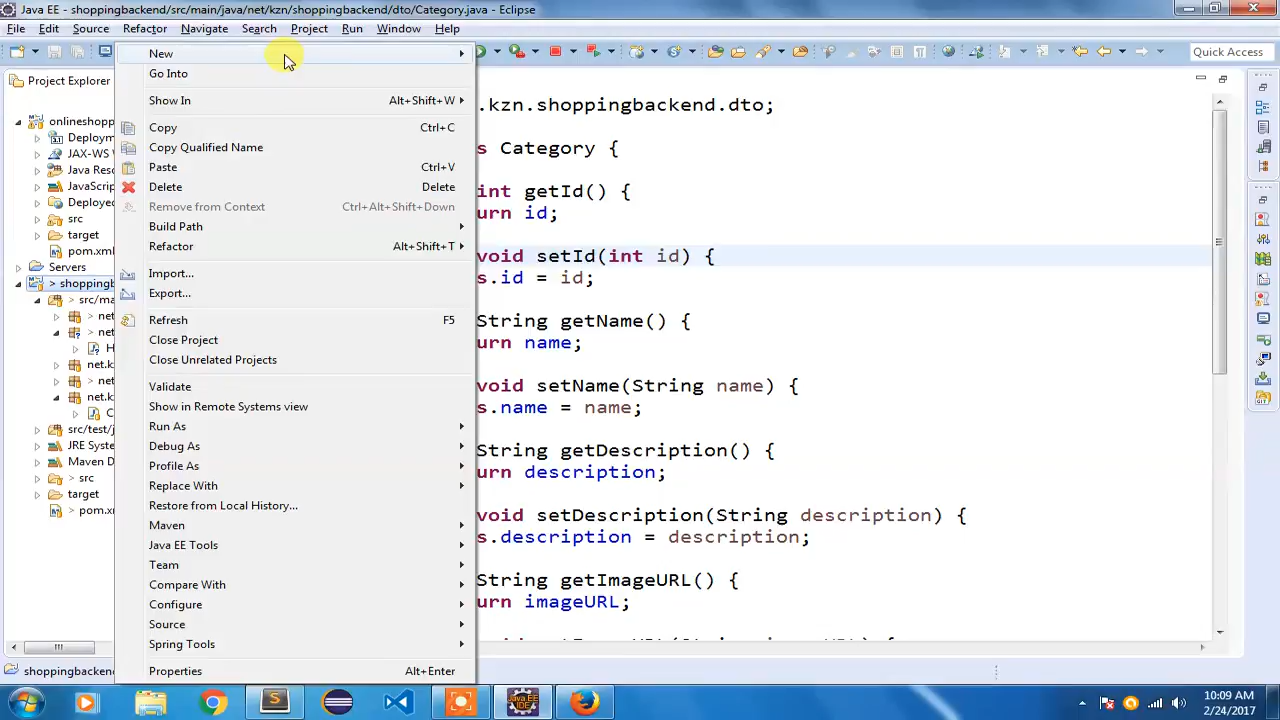 Java EE - shoppingbackend/src/main/java/net/kzn/shoppingbackend/dto/Category.java - Eclipse
File Edit Source Refactor Navigate Search Project Run Window Help
Quick Access
Project Explorer
onlineshopp
Deploym
JAX-WS W
Java Reso
JavaScrip
Deployed
src
target
pom.xml
Servers
> shoppingb
> src/ma
> net
> net
H
net.k
> net
net.k
C
src/test/j
JRE System
Maven D
> src
target
> pom.xm
New
Go Into
Show In Alt+Shift+W
Copy Ctrl+C
Copy Qualified Name
Paste Ctrl+V
Delete Delete
Remove from Context Ctrl+Alt+Shift+Down
Build Path
Refactor Alt+Shift+T
Import...
Export...
Refresh F5
Close Project
Close Unrelated Projects
Validate
Show in Remote Systems view
Run As
Debug As
Profile As
Replace With
Restore from Local History...
Maven
Java EE Tools
Team
Compare With
Configure
Source
Spring Tools
Properties Alt+Enter
.kzn.shoppingbackend.dto;
s Category {
int getId() {
urn id;
void setId(int id) {
s.id = id;
String getName() {
urn name;
void setName(String name) {
s.name = name;
String getDescription() {
urn description;
void setDescription(String description) {
s.description = description;
String getImageURL() {
urn imageURL;
shoppingbackend
10:09 AM
2/24/2017